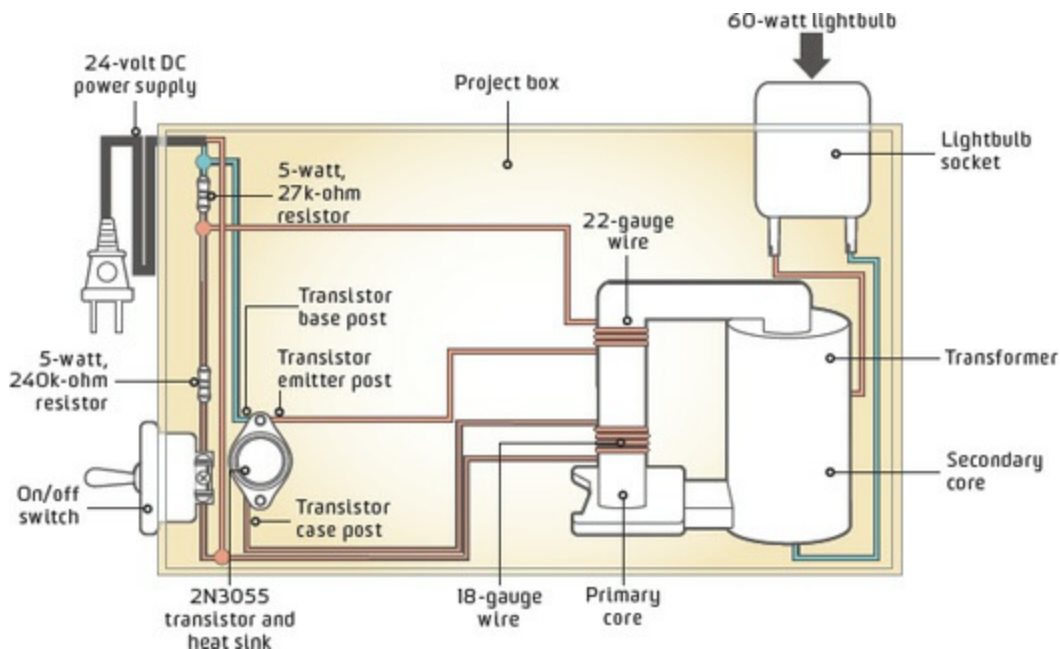 60-watt lightbulb
24-volt DC
power supply
Project box
Lightbulb
socket
5-watt,
27k-ohm
resistor
22-gauge
wire
Transistor
base post
Transistor
emitter post
Transformer
5-watt,
240k-ohm
resistor
On/off
switch
Transistor
case post
Secondary
core
2N3055
transistor and
heat sink
18-gauge
wire
Primary
core